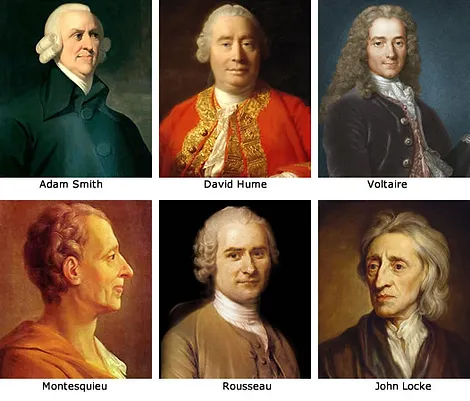 Adam Smith
David Hume
Voltaire
Montesquieu
Rousseau
John Locke